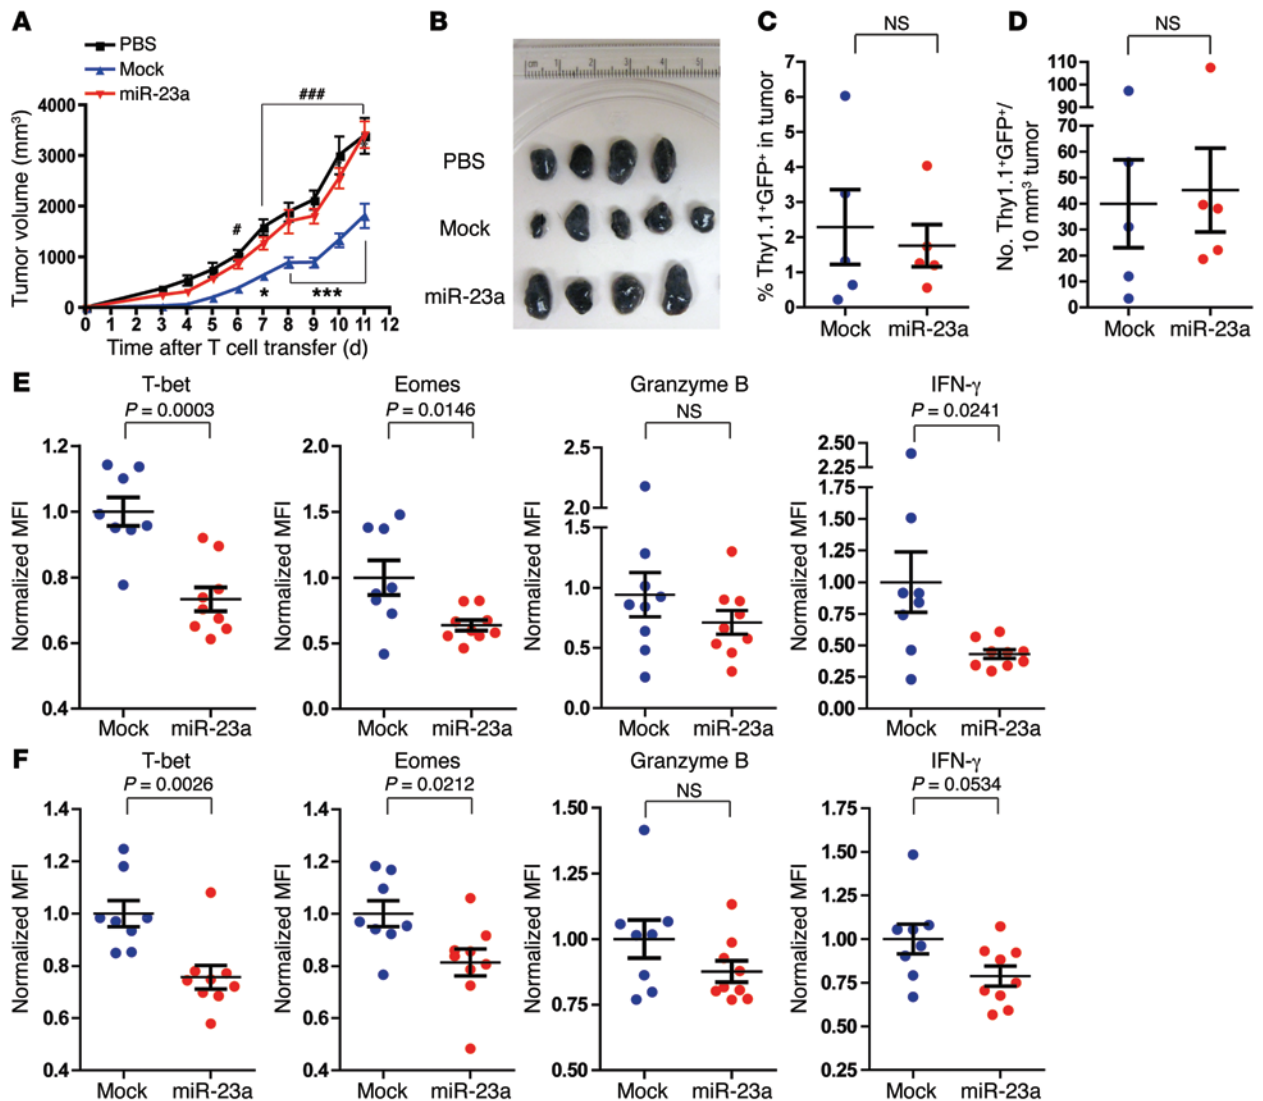 A
PBS
Mock
miR-23a
Tumor volume (mm³)
4000
3000
2000
1000
0
###
#
*
***
0 1 2 3 4 5 6 7 8 9 10 11 12
Time after T cell transfer (d)
B
cm 1 2 3 4 5
PBS
Mock
miR-23a
C
NS
% Thy1.1⁺GFP⁺ in tumor
7
6
5
4
3
2
1
0
Mock miR-23a
D
NS
No. Thy1.1⁺GFP⁺/
10 mm³ tumor
110
100
90
70
60
50
40
30
20
10
0
Mock miR-23a
E
T-bet
P = 0.0003
Normalized MFI
1.2
1.0
0.8
0.6
0.4
Mock miR-23a
Eomes
P = 0.0146
Normalized MFI
2.0
1.5
1.0
0.5
0.0
Mock miR-23a
Granzyme B
NS
Normalized MFI
2.5
2.0
1.5
1.0
0.5
0.0
Mock miR-23a
IFN-γ
P = 0.0241
Normalized MFI
2.50
2.25
1.75
1.50
1.25
1.00
0.75
0.50
0.25
0.00
Mock miR-23a
F
T-bet
P = 0.0026
Normalized MFI
1.4
1.2
1.0
0.8
0.6
0.4
Mock miR-23a
Eomes
P = 0.0212
Normalized MFI
1.4
1.2
1.0
0.8
0.6
0.4
Mock miR-23a
Granzyme B
NS
Normalized MFI
1.50
1.25
1.00
0.75
0.50
Mock miR-23a
IFN-γ
P = 0.0534
Normalized MFI
1.75
1.50
1.25
1.00
0.75
0.50
0.25
Mock miR-23a